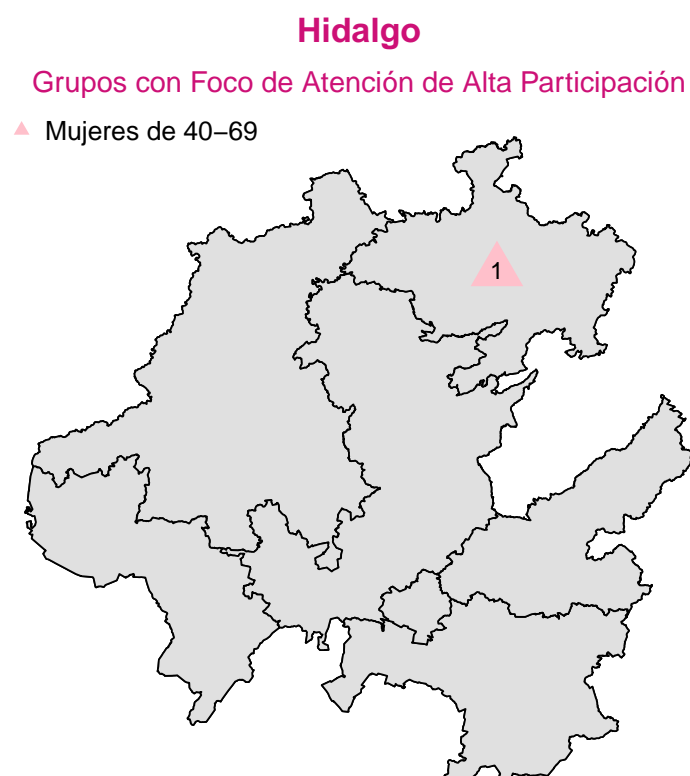 Hidalgo
Grupos con Foco de Atención de Alta Participación
Mujeres de 40–69
1